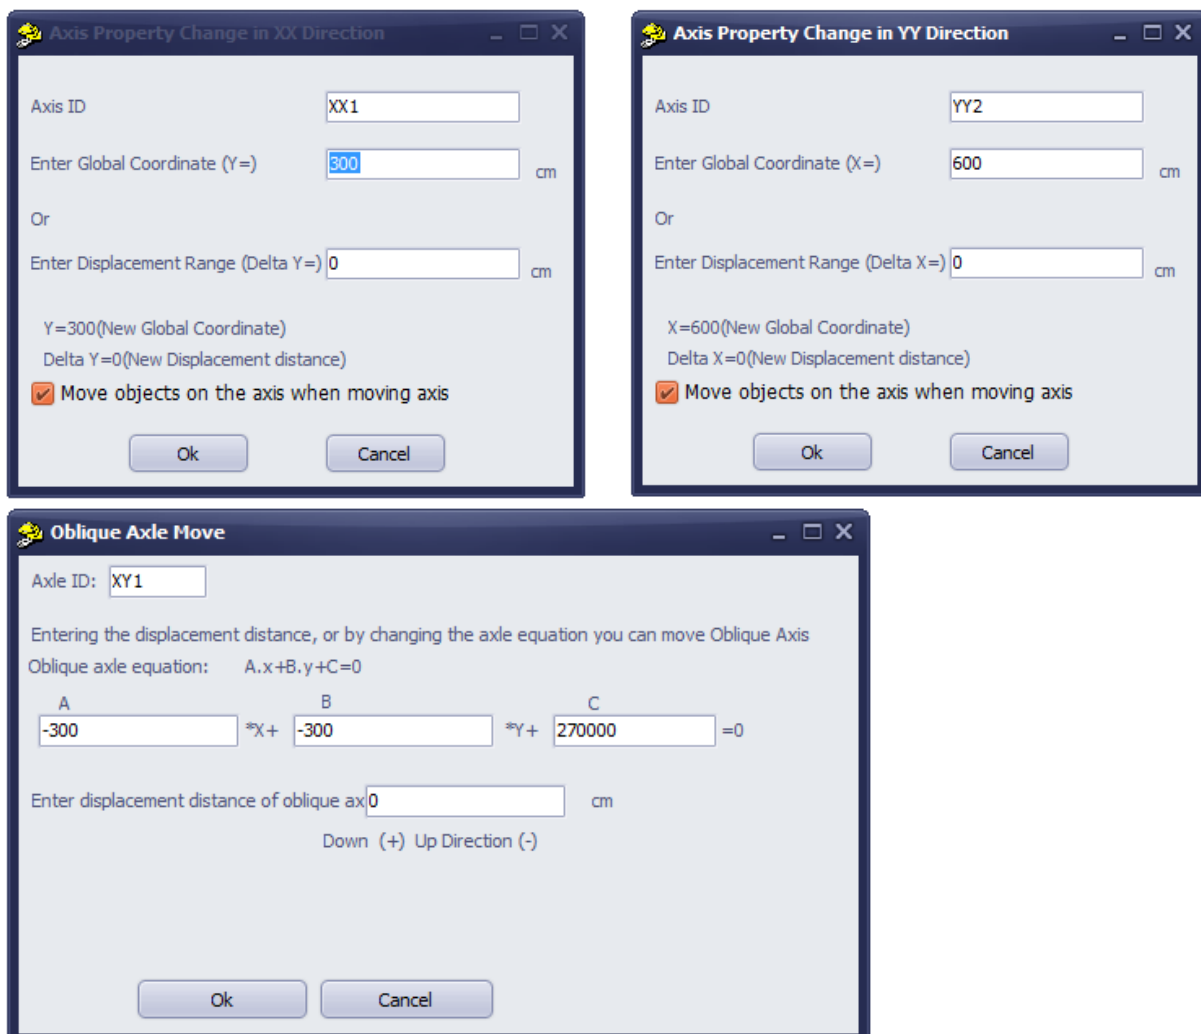 Axis Property Change in XX Direction
Axis ID XX1
Enter Global Coordinate (Y=) 300 cm
Or
Enter Displacement Range (Delta Y=) 0 cm
Y=300(New Global Coordinate)
Delta Y=0(New Displacement distance)
Move objects on the axis when moving axis
Ok Cancel
Axis Property Change in YY Direction
Axis ID YY2
Enter Global Coordinate (X=) 600 cm
Or
Enter Displacement Range (Delta X=) 0 cm
X=600(New Global Coordinate)
Delta X=0(New Displacement distance)
Move objects on the axis when moving axis
Ok Cancel
Oblique Axle Move
Axle ID: XY1
Entering the displacement distance, or by changing the axle equation you can move Oblique Axis
Oblique axle equation: A.x+B.y+C=0
A B C
-300 *X+ -300 *Y+ 270000 =0
Enter displacement distance of oblique ax 0 cm
Down (+) Up Direction (-)
Ok Cancel